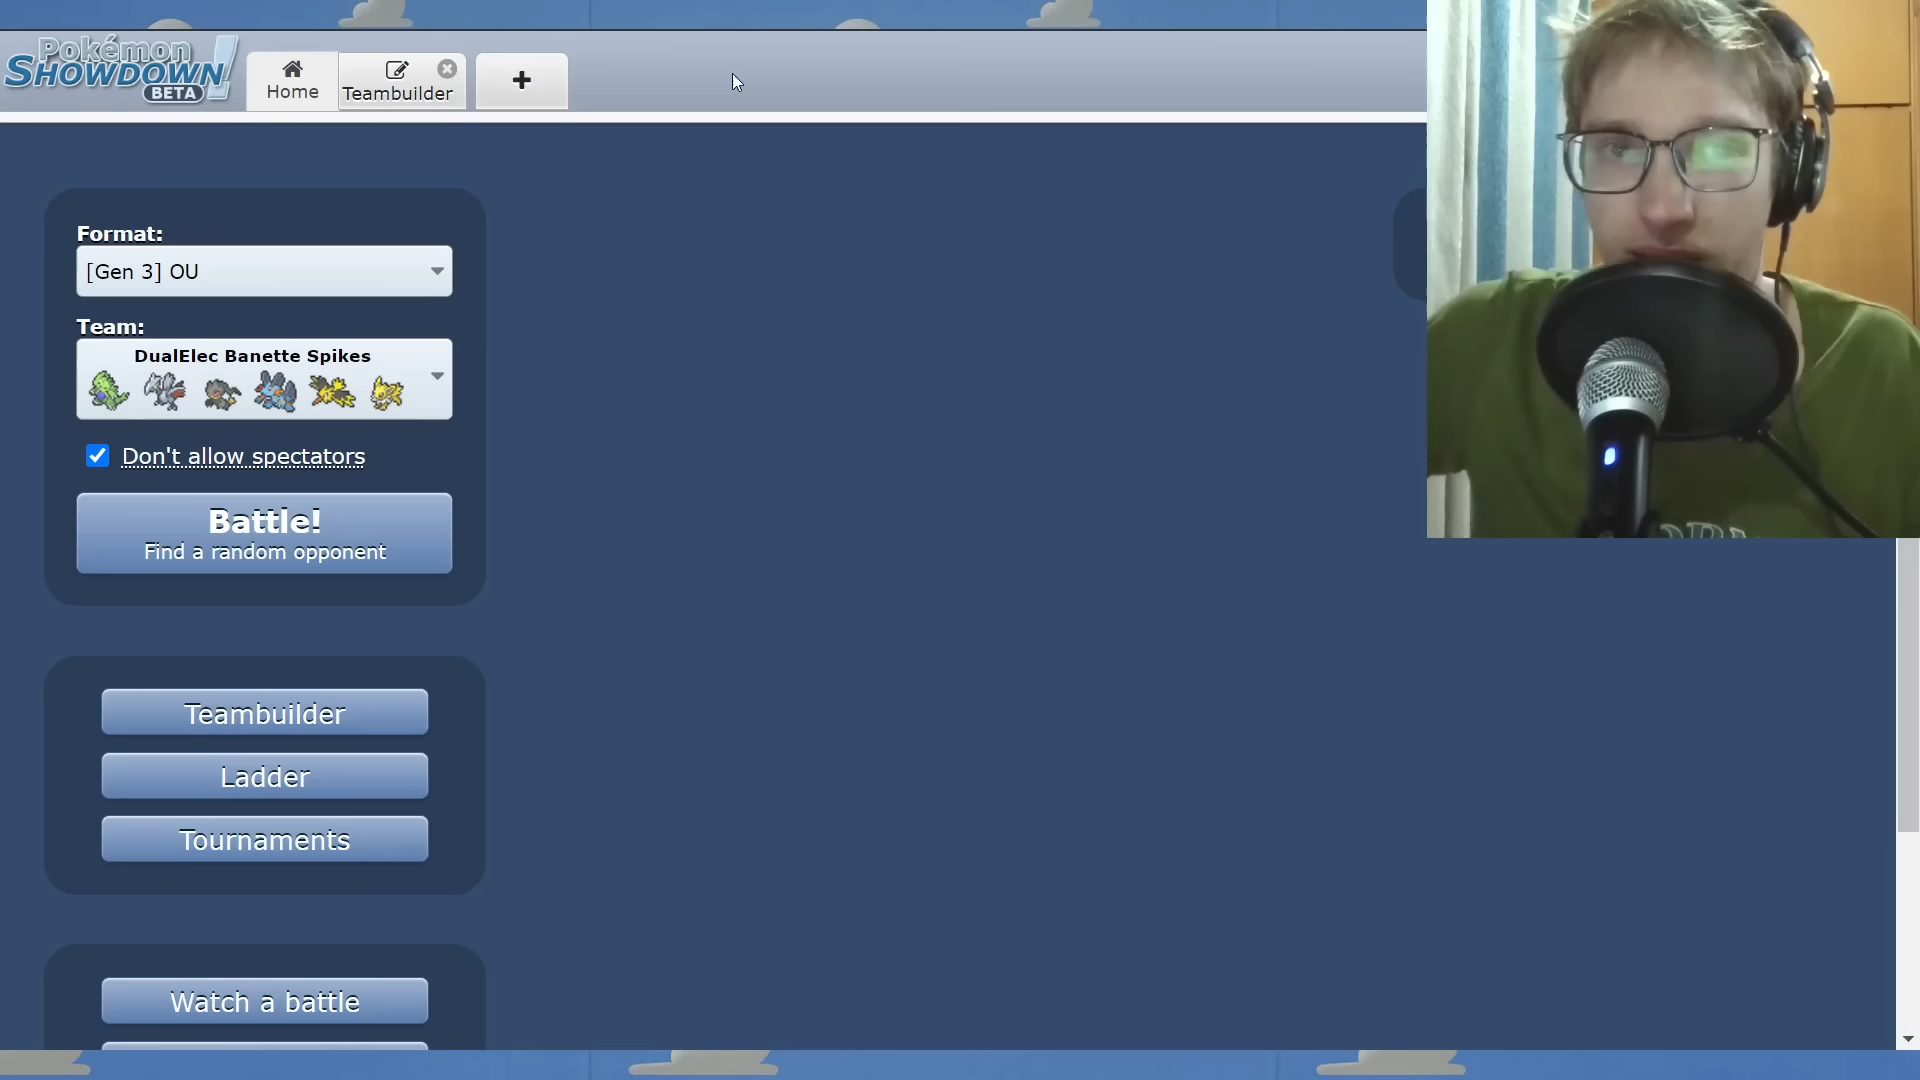 Pokémon
SHOWDOWN!
BETA
Home
Teambuilder
+
Format:
[Gen 3] OU
Team:
DualElec Banette Spikes
Don't allow spectators
Battle!
Find a random opponent
Teambuilder
Ladder
Tournaments
Watch a battle